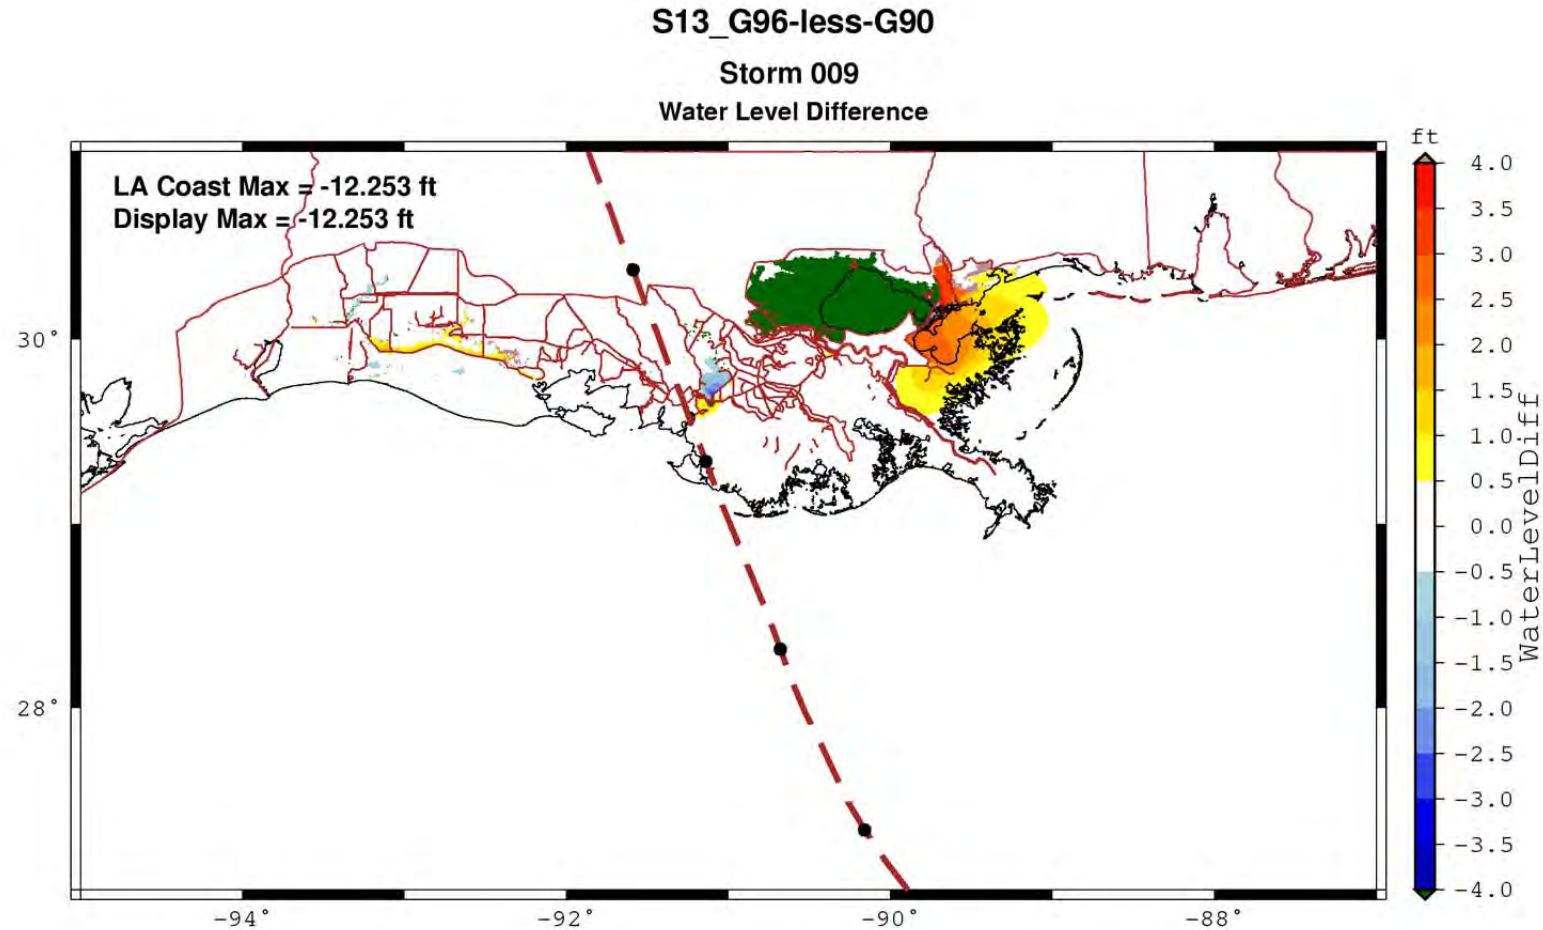 S13_G96-less-G90
Storm 009
Water Level Difference
LA Coast Max = -12.253 ft
Display Max = -12.253 ft
ft
4.0
3.5
3.0
2.5
2.0
1.5
1.0
0.5
0.0
-0.5
-1.0
-1.5
-2.0
-2.5
-3.0
-3.5
-4.0
WaterLevelDiff
30°
28°
-94° -92° -90° -88°